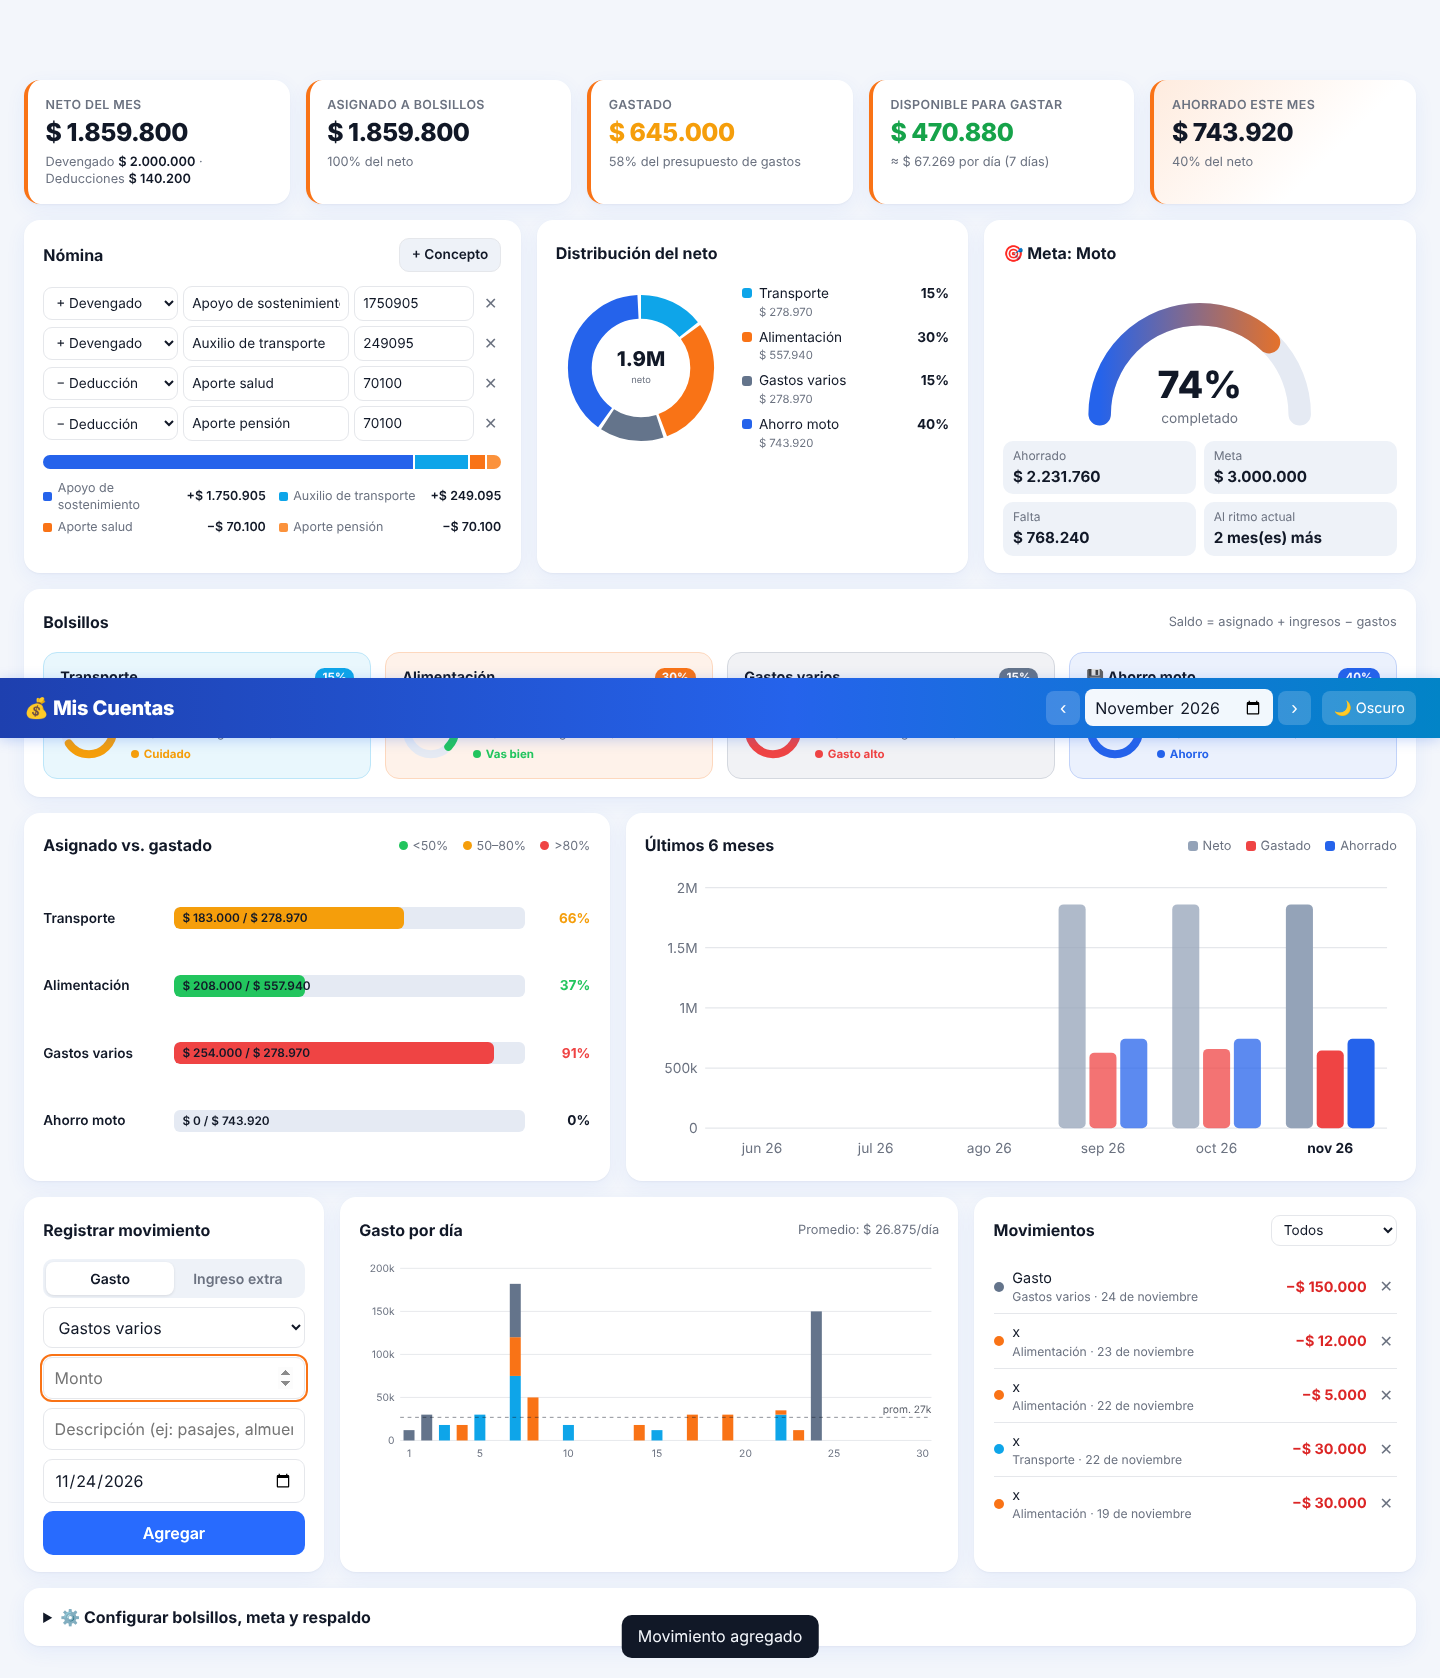 NETO DEL MES
$ 1.859.800
Devengado $ 2.000.000 ·
Deducciones $ 140.200
ASIGNADO A BOLSILLOS
$ 1.859.800
100% del neto
GASTADO
$ 645.000
58% del presupuesto de gastos
DISPONIBLE PARA GASTAR
$ 470.880
≈ $ 67.269 por día (7 días)
AHORRADO ESTE MES
$ 743.920
40% del neto
Nómina
+ Concepto
+ Devengado Apoyo de sostenimient 1750905 ✕
+ Devengado Auxilio de transporte 249095 ✕
− Deducción Aporte salud 70100 ✕
− Deducción Aporte pensión 70100 ✕
Apoyo de
sostenimiento
+$ 1.750.905
Auxilio de transporte +$ 249.095
Aporte salud −$ 70.100
Aporte pensión −$ 70.100
Distribución del neto
1.9M
neto
Transporte 15%
$ 278.970
Alimentación 30%
$ 557.940
Gastos varios 15%
$ 278.970
Ahorro moto 40%
$ 743.920
🎯 Meta: Moto
74%
completado
Ahorrado
$ 2.231.760
Meta
$ 3.000.000
Falta
$ 768.240
Al ritmo actual
2 mes(es) más
Bolsillos
Saldo = asignado + ingresos − gastos
Transporte 15%
Alimentación 30%
Gastos varios 15%
💾 Ahorro moto 40%
💰 Mis Cuentas
‹ November 2026 ›
🌙 Oscuro
Cuidado
Vas bien
Gasto alto
Ahorro
Asignado vs. gastado
<50% 50–80% >80%
Transporte $ 183.000 / $ 278.970 66%
Alimentación $ 208.000 / $ 557.940 37%
Gastos varios $ 254.000 / $ 278.970 91%
Ahorro moto $ 0 / $ 743.920 0%
Últimos 6 meses
Neto Gastado Ahorrado
2M
1.5M
1M
500k
0
jun 26 jul 26 ago 26 sep 26 oct 26 nov 26
Registrar movimiento
Gasto Ingreso extra
Gastos varios
Monto
Descripción (ej: pasajes, almuer
11/24/2026
Agregar
Gasto por día
Promedio: $ 26.875/día
200k
150k
100k
50k
prom. 27k
0
1 5 10 15 20 25 30
Movimientos
Todos
Gasto
Gastos varios · 24 de noviembre
−$ 150.000 ✕
x
Alimentación · 23 de noviembre
−$ 12.000 ✕
x
Alimentación · 22 de noviembre
−$ 5.000 ✕
x
Transporte · 22 de noviembre
−$ 30.000 ✕
x
Alimentación · 19 de noviembre
−$ 30.000 ✕
⚙️ Configurar bolsillos, meta y respaldo
Movimiento agregado